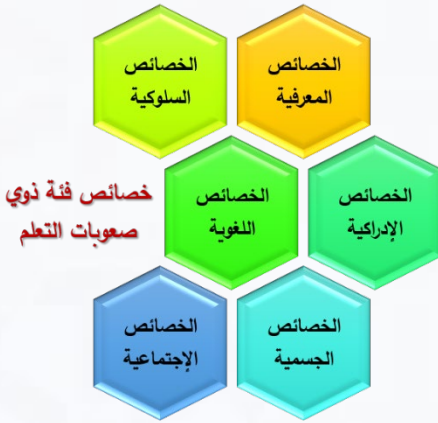 خصائص فئة ذوي
صعوبات التعلم
الخصائص
المعرفية
الخصائص
السلوكية
الخصائص
الإدراكية
الخصائص
اللغوية
الخصائص
الجسمية
الخصائص
الإجتماعية